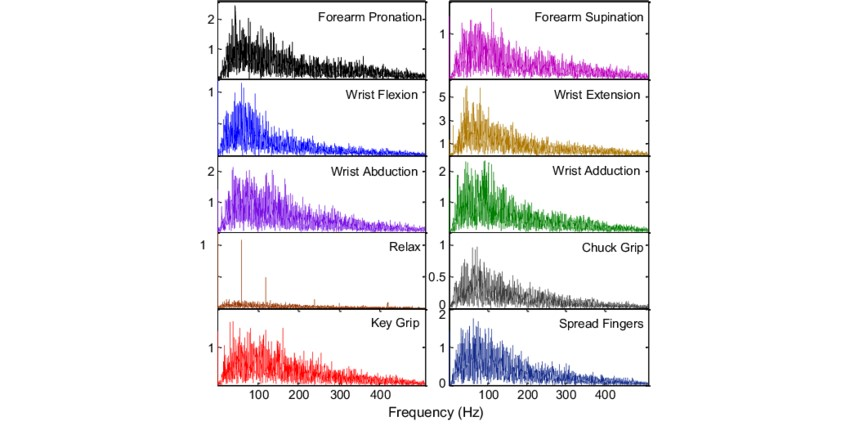 Forearm Pronation
2
1
Forearm Supination
1
Wrist Flexion
1
Wrist Extension
5
3
1
Wrist Abduction
2
1
Wrist Adduction
2
1
Relax
1
Chuck Grip
1
0.5
0
Key Grip
1
Spread Fingers
2
1
0
100 200 300 400
100 200 300 400
Frequency (Hz)